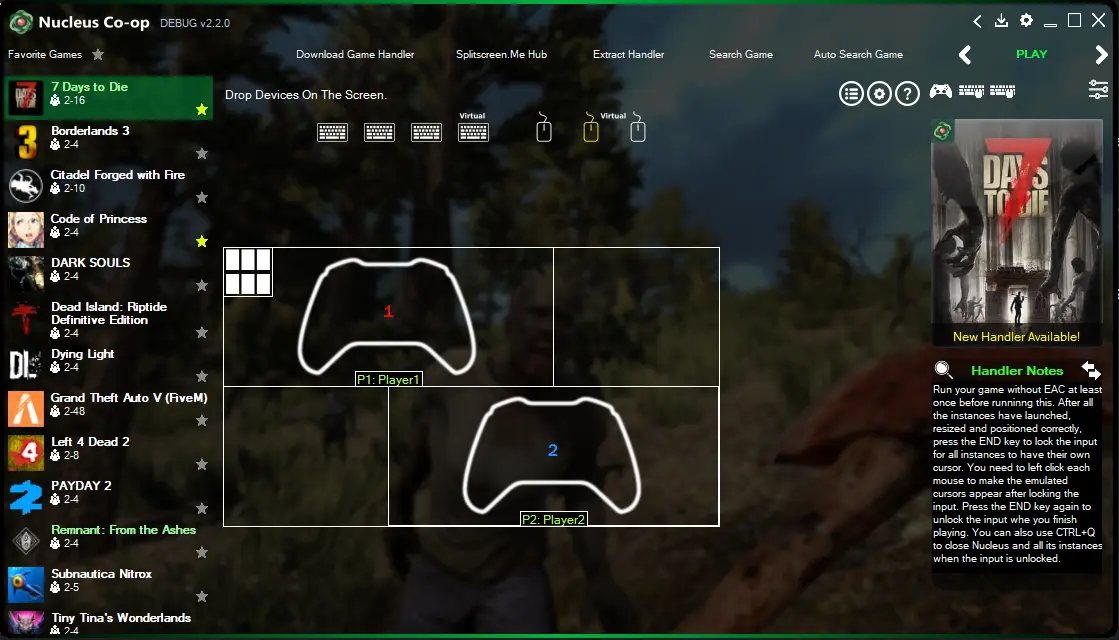 Nucleus Co-op DEBUG v2.2.0
Favorite Games
Download Game Handler
Splitscreen.Me Hub
Extract Handler
Search Game
Auto Search Game
PLAY
7 Days to Die
2-16
Borderlands 3
2-4
Citadel Forged with Fire
2-10
Code of Princess
2-4
DARK SOULS
2-4
Dead Island: Riptide
Definitive Edition
2-4
Dying Light
2-4
Grand Theft Auto V (FiveM)
2-48
Left 4 Dead 2
2-8
PAYDAY 2
2-4
Remnant: From the Ashes
2-4
Subnautica Nitrox
2-5
Tiny Tina's Wonderlands
2-4
Drop Devices On The Screen.
Virtual
Virtual
1
P1: Player1
2
P2: Player2
7
DAYS
TO DIE
New Handler Available!
Handler Notes
Run your game without EAC at least
once before runnning this. After all
the instances have launched,
resized and positioned correctly,
press the END key to lock the input
for all instances to have their own
cursor. You need to left click each
mouse to make the emulated
cursors appear after locking the
input. Press the END key again to
unlock the input whe you finish
playing. You can also use CTRL+Q
to close Nucleus and all its instances
when the input is unlocked.